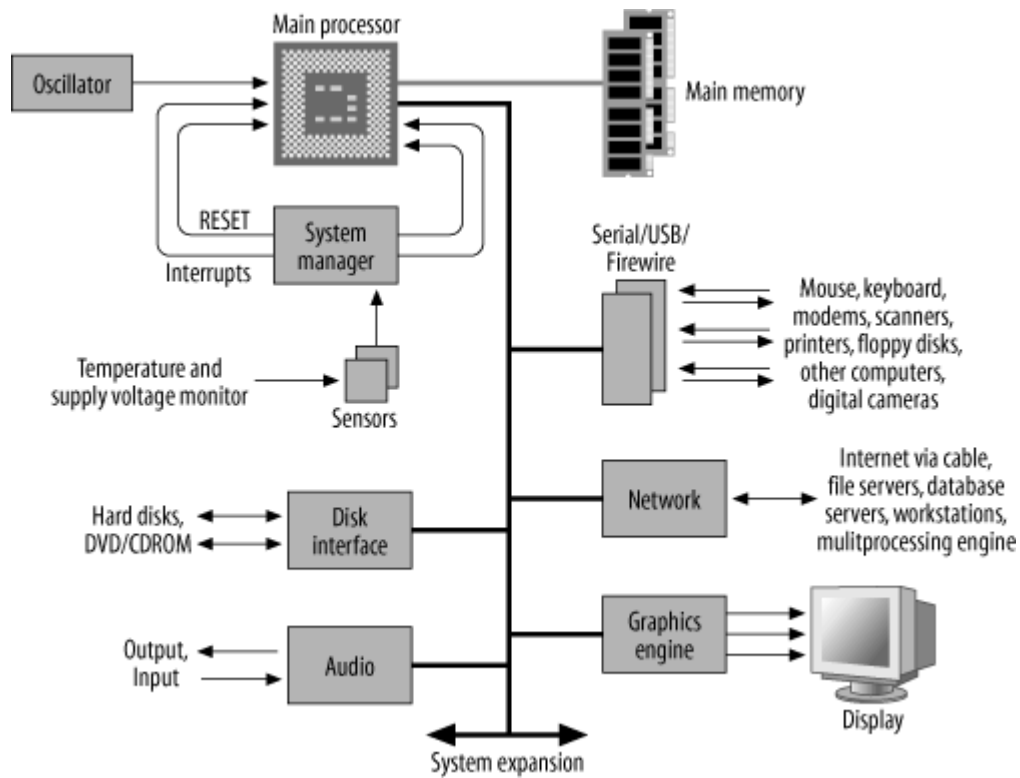 Main processor
Oscillator
Main memory
RESET
System
manager
Interrupts
Serial/USB/
Firewire
Mouse, keyboard,
modems, scanners,
printers, floppy disks,
other computers,
digital cameras
Temperature and
supply voltage monitor
Sensors
Hard disks,
DVD/CDROM
Disk
interface
Network
Internet via cable,
file servers, database
servers, workstations,
mulitprocessing engine
Output,
Input
Audio
Graphics
engine
Display
System expansion